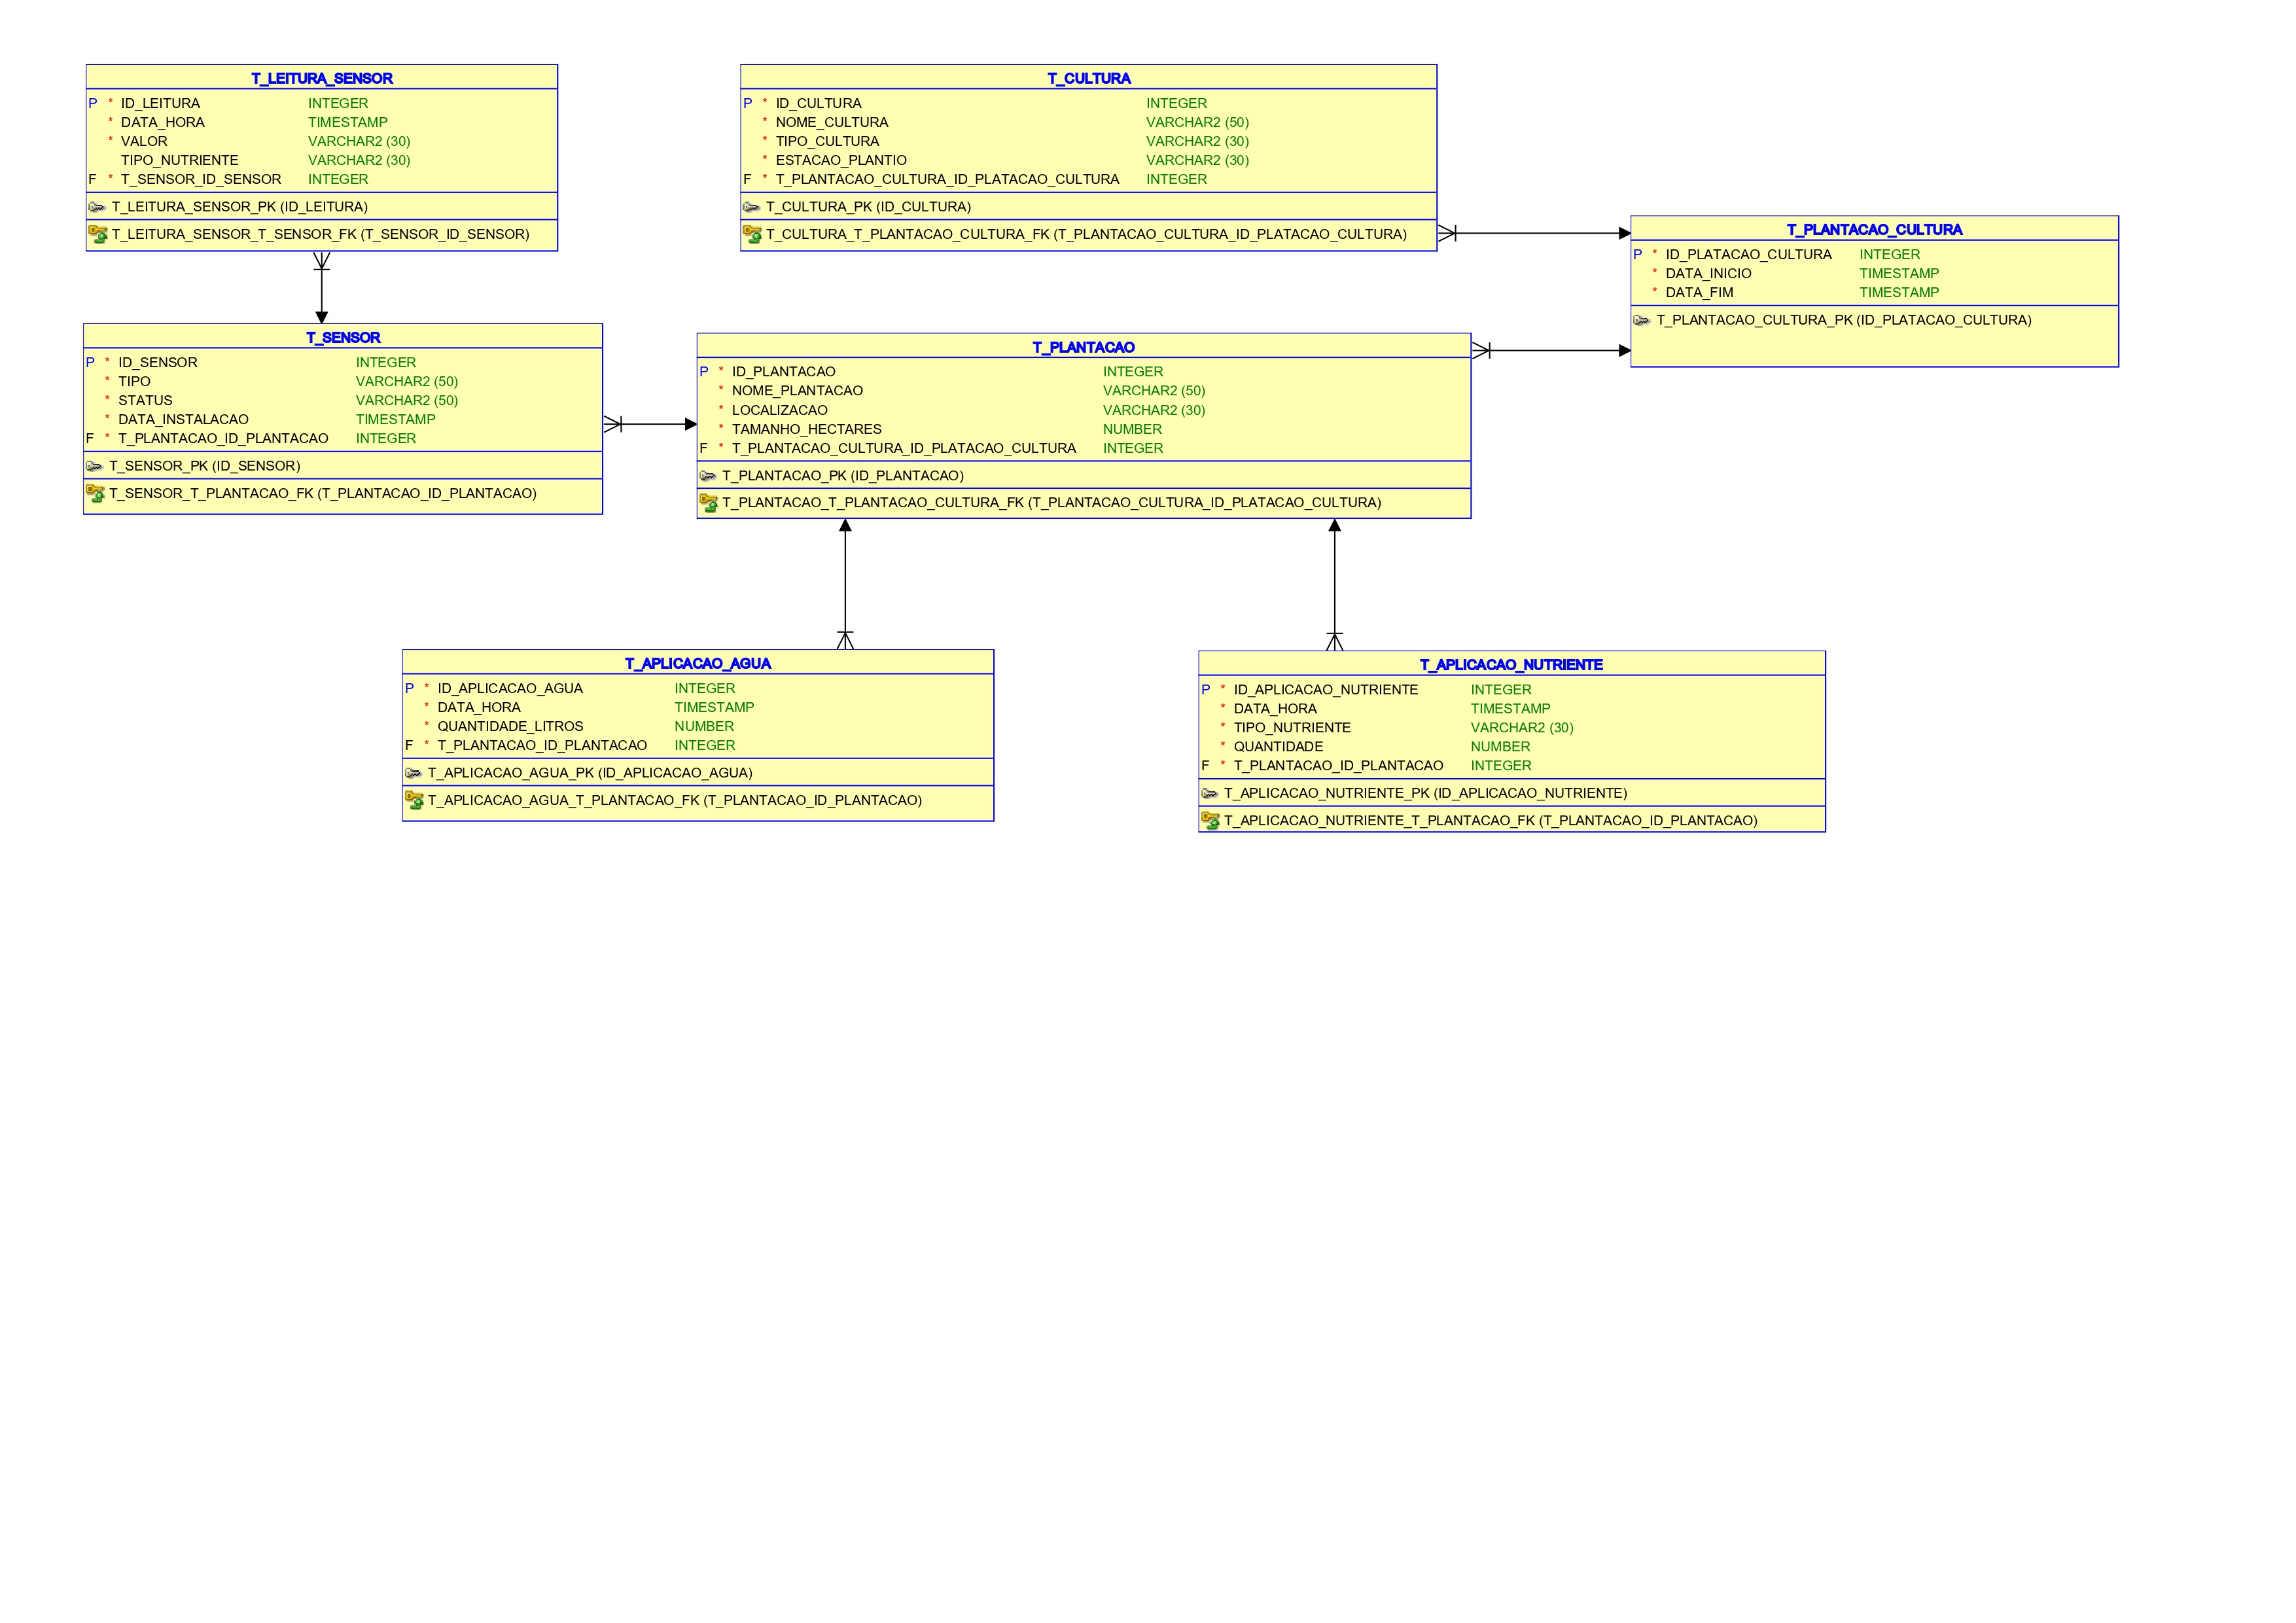 T_LEITURA_SENSOR
P * ID_LEITURA INTEGER
* DATA_HORA TIMESTAMP
* VALOR VARCHAR2 (30)
TIPO_NUTRIENTE VARCHAR2 (30)
F * T_SENSOR_ID_SENSOR INTEGER
T_LEITURA_SENSOR_PK (ID_LEITURA)
T_LEITURA_SENSOR_T_SENSOR_FK (T_SENSOR_ID_SENSOR)
T_CULTURA
P * ID_CULTURA INTEGER
* NOME_CULTURA VARCHAR2 (50)
* TIPO_CULTURA VARCHAR2 (30)
* ESTACAO_PLANTIO VARCHAR2 (30)
F * T_PLANTACAO_CULTURA_ID_PLATACAO_CULTURA INTEGER
T_CULTURA_PK (ID_CULTURA)
T_CULTURA_T_PLANTACAO_CULTURA_FK (T_PLANTACAO_CULTURA_ID_PLATACAO_CULTURA)
T_PLANTACAO_CULTURA
P * ID_PLATACAO_CULTURA INTEGER
* DATA_INICIO TIMESTAMP
* DATA_FIM TIMESTAMP
T_PLANTACAO_CULTURA_PK (ID_PLATACAO_CULTURA)
T_SENSOR
P * ID_SENSOR INTEGER
* TIPO VARCHAR2 (50)
* STATUS VARCHAR2 (50)
* DATA_INSTALACAO TIMESTAMP
F * T_PLANTACAO_ID_PLANTACAO INTEGER
T_SENSOR_PK (ID_SENSOR)
T_SENSOR_T_PLANTACAO_FK (T_PLANTACAO_ID_PLANTACAO)
T_PLANTACAO
P * ID_PLANTACAO INTEGER
* NOME_PLANTACAO VARCHAR2 (50)
* LOCALIZACAO VARCHAR2 (30)
* TAMANHO_HECTARES NUMBER
F * T_PLANTACAO_CULTURA_ID_PLATACAO_CULTURA INTEGER
T_PLANTACAO_PK (ID_PLANTACAO)
T_PLANTACAO_T_PLANTACAO_CULTURA_FK (T_PLANTACAO_CULTURA_ID_PLATACAO_CULTURA)
T_APLICACAO_AGUA
P * ID_APLICACAO_AGUA INTEGER
* DATA_HORA TIMESTAMP
* QUANTIDADE_LITROS NUMBER
F * T_PLANTACAO_ID_PLANTACAO INTEGER
T_APLICACAO_AGUA_PK (ID_APLICACAO_AGUA)
T_APLICACAO_AGUA_T_PLANTACAO_FK (T_PLANTACAO_ID_PLANTACAO)
T_APLICACAO_NUTRIENTE
P * ID_APLICACAO_NUTRIENTE INTEGER
* DATA_HORA TIMESTAMP
* TIPO_NUTRIENTE VARCHAR2 (30)
* QUANTIDADE NUMBER
F * T_PLANTACAO_ID_PLANTACAO INTEGER
T_APLICACAO_NUTRIENTE_PK (ID_APLICACAO_NUTRIENTE)
T_APLICACAO_NUTRIENTE_T_PLANTACAO_FK (T_PLANTACAO_ID_PLANTACAO)